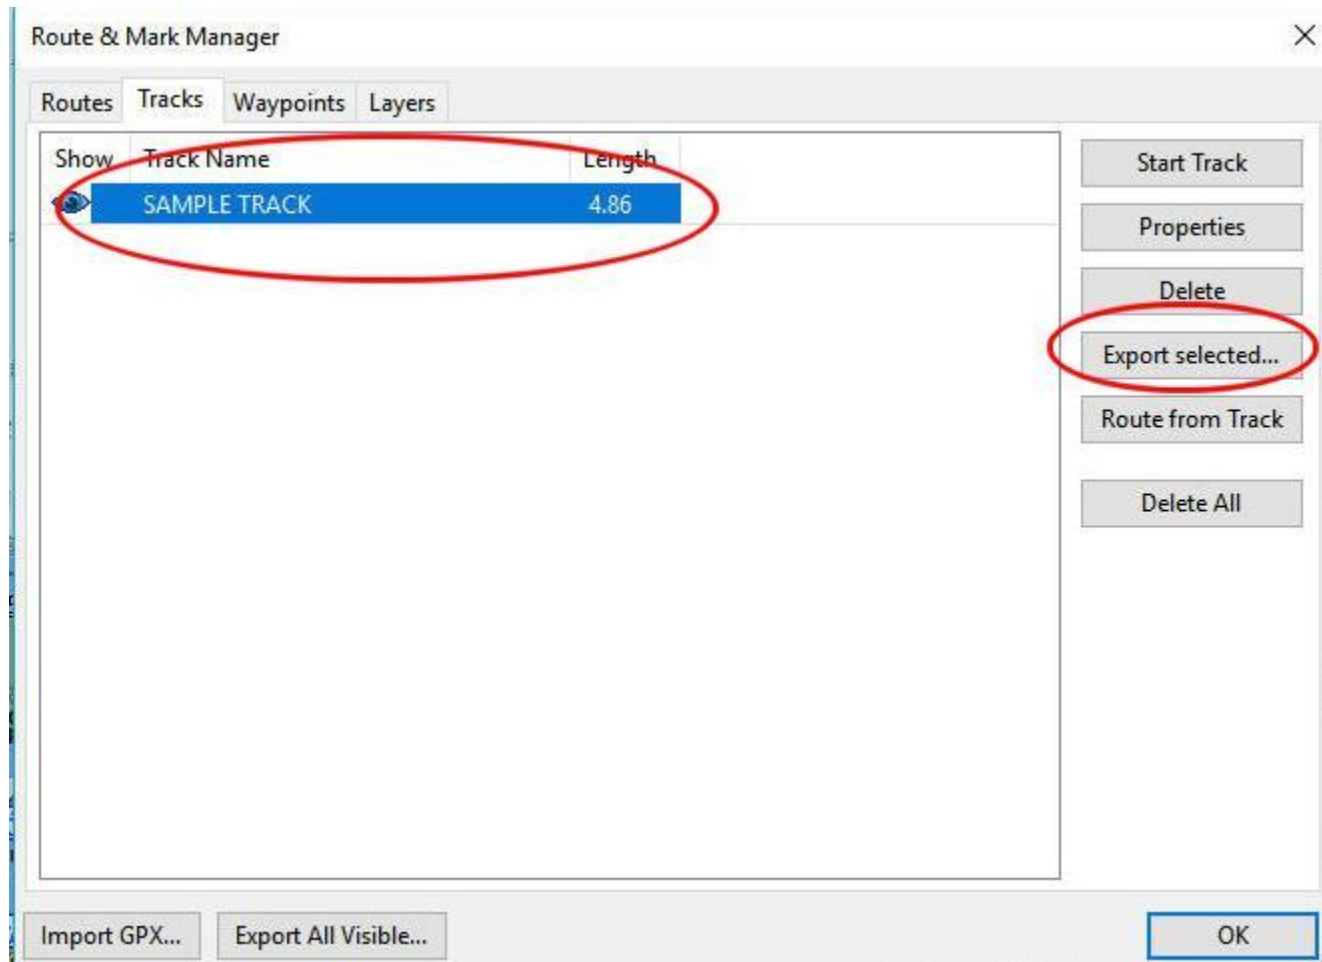 Route & Mark Manager
Routes Tracks Waypoints Layers
Show Track Name Length
SAMPLE TRACK 4.86
Start Track
Properties
Delete
Export selected...
Route from Track
Delete All
Import GPX... Export All Visible... OK